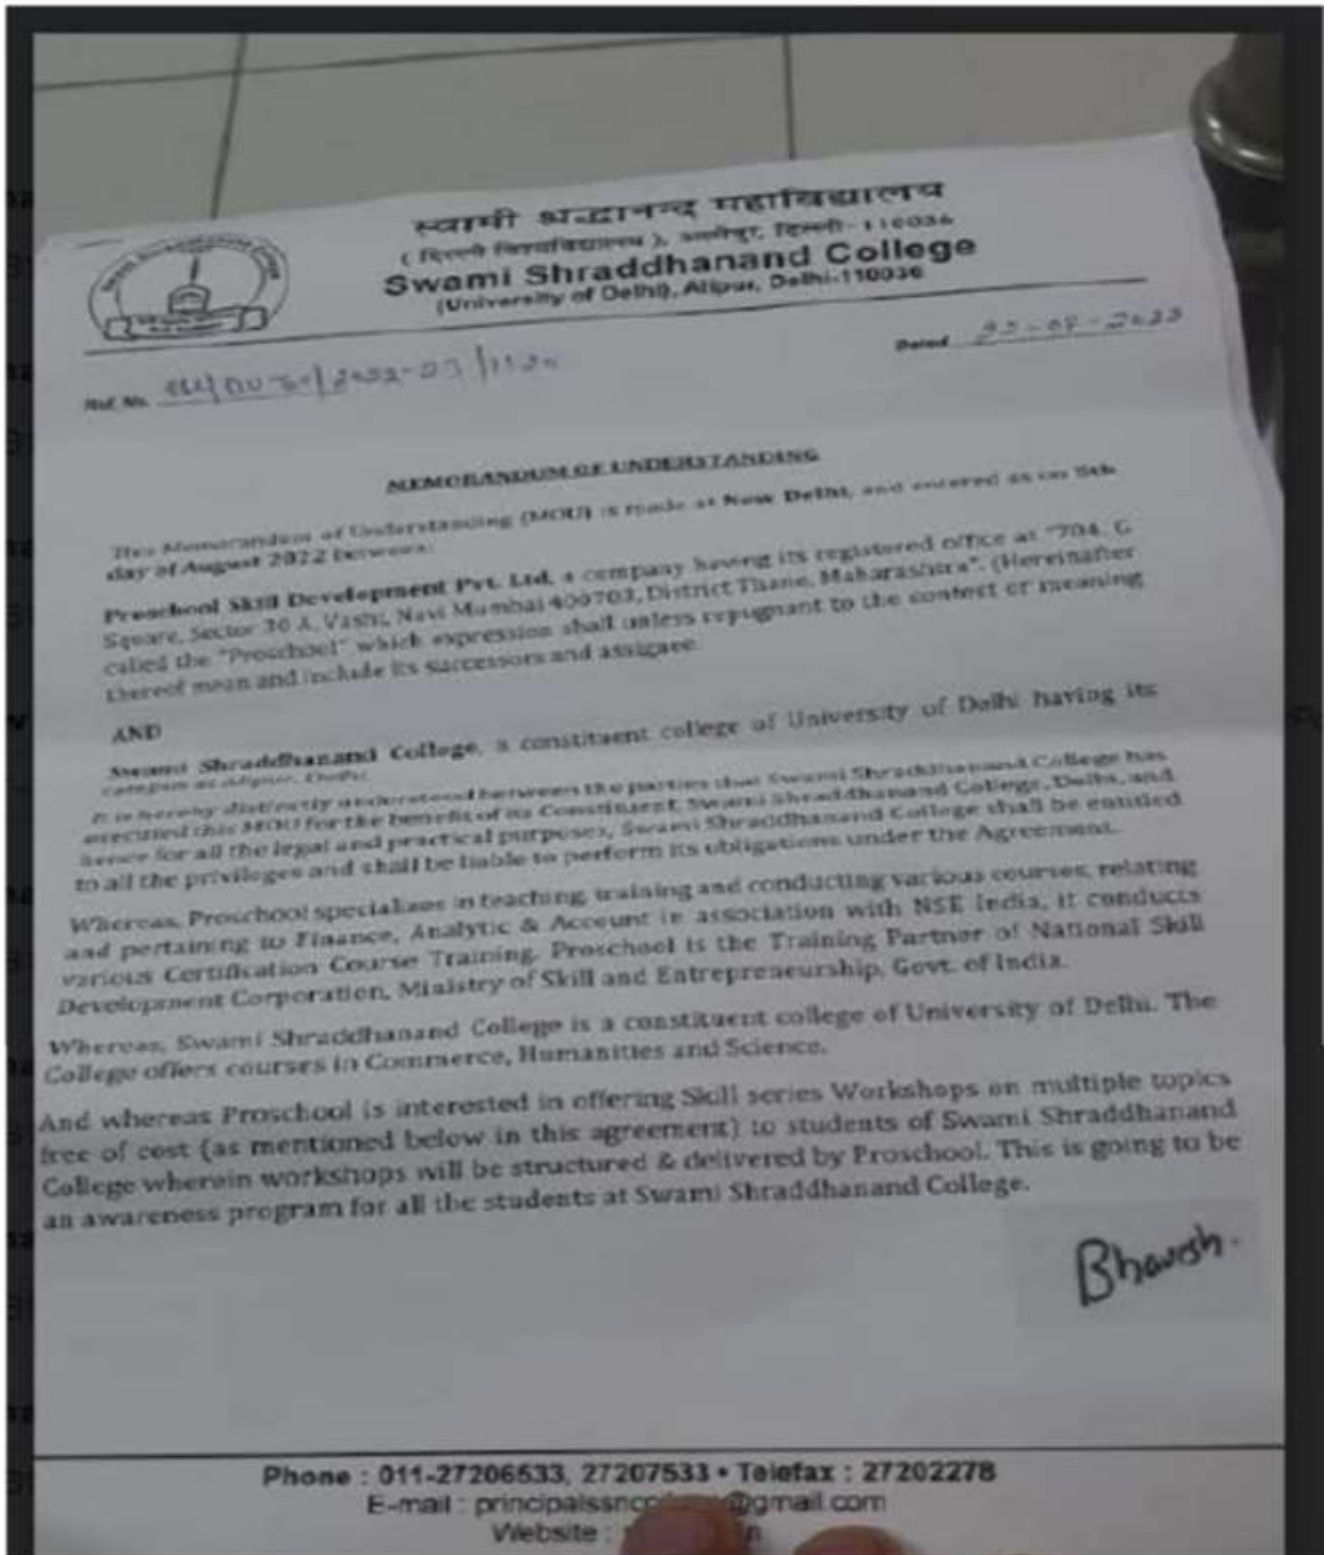 स्वामी श्रद्धानन्द महाविद्यालय
( दिल्ली विश्वविद्यालय ), अलीपुर, दिल्ली-110036
Swami Shraddhanand College
(University of Delhi), Alipur, Delhi-110036
Dated
Ref. No.
MEMORANDUM OF UNDERSTANDING
This Memorandum of Understanding (MOU) is made at New Delhi, and entered as on 5th
day of August 2022 between:
Proschool Skill Development Pvt. Ltd, a company having its registered office at "704, G
Square, Sector 30 A, Vashi, Navi Mumbai 400703, District Thane, Maharashtra". (Hereinafter
called the "Proschool" which expression shall unless repugnant to the context or meaning
thereof mean and include its successors and assignee.
AND
Swami Shraddhanand College, a constituent college of University of Delhi having its
campus at Alipur, Delhi.
It is hereby distinctly understood between the parties that Swami Shraddhanand College has
executed this MOU for the benefit of its Constituent, Swami Shraddhanand College, Delhi, and
hence for all the legal and practical purposes, Swami Shraddhanand College shall be entitled
to all the privileges and shall be liable to perform its obligations under the Agreement.
Whereas, Proschool specializes in teaching, training and conducting various courses, relating
and pertaining to Finance, Analytic & Account in association with NSE India, it conducts
various Certification Course Training. Proschool is the Training Partner of National Skill
Development Corporation, Ministry of Skill and Entrepreneurship, Govt. of India.
Whereas, Swami Shraddhanand College is a constituent college of University of Delhi. The
College offers courses in Commerce, Humanities and Science.
And whereas Proschool is interested in offering Skill series Workshops on multiple topics
free of cost (as mentioned below in this agreement) to students of Swami Shraddhanand
College wherein workshops will be structured & delivered by Proschool. This is going to be
an awareness program for all the students at Swami Shraddhanand College.
Bhavesh.
Phone : 011-27206533, 27207533 • Telefax : 27202278
E-mail : @gmail.com
Website :